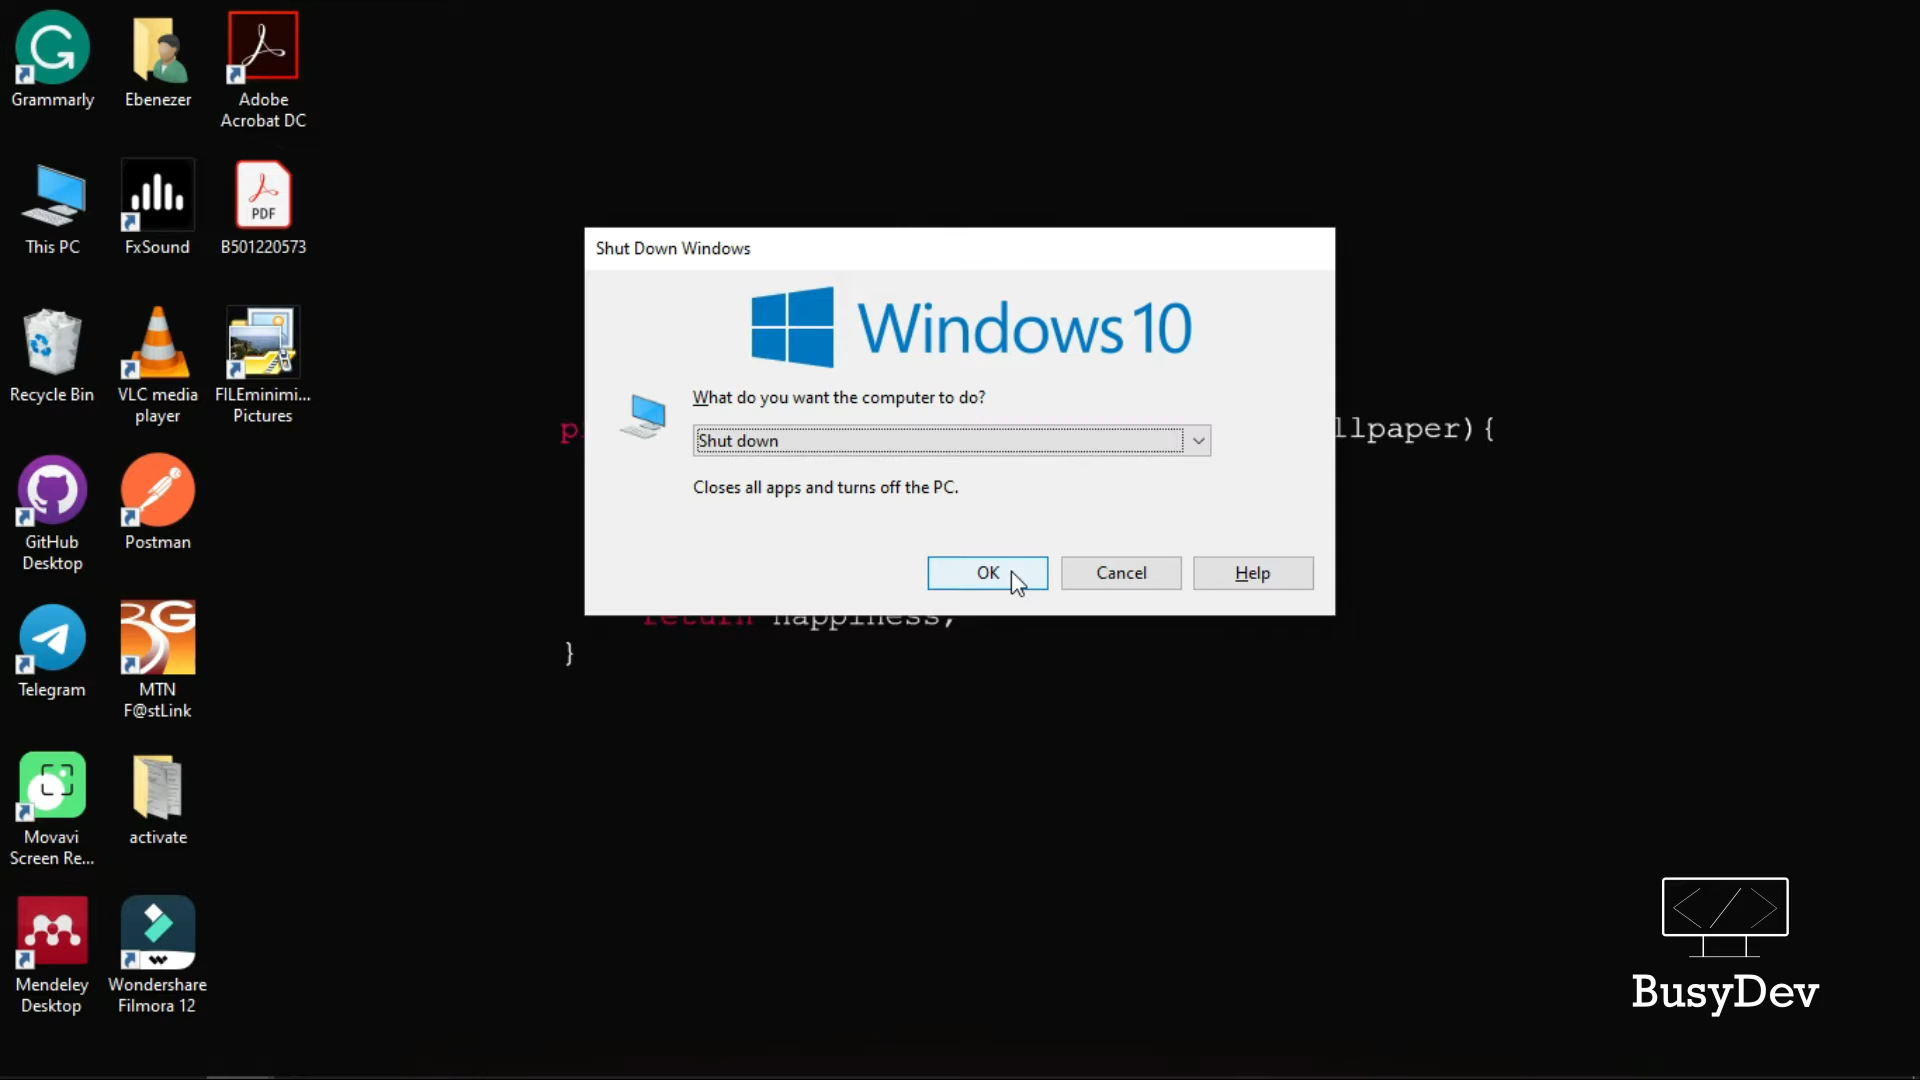 Grammarly
Ebenezer
Adobe
Acrobat DC
This PC
FxSound
PDF
B501220573
Recycle Bin
VLC media
player
FILEminimi...
Pictures
GitHub
Desktop
Postman
Telegram
3G
MTN
F@stLink
Movavi
Screen Re...
activate
Mendeley
Desktop
Wondershare
Filmora 12
Shut Down Windows
Windows 10
What do you want the computer to do?
Shut down
Closes all apps and turns off the PC.
OK
Cancel
Help
llpaper){
return happiness;
}
BusyDev